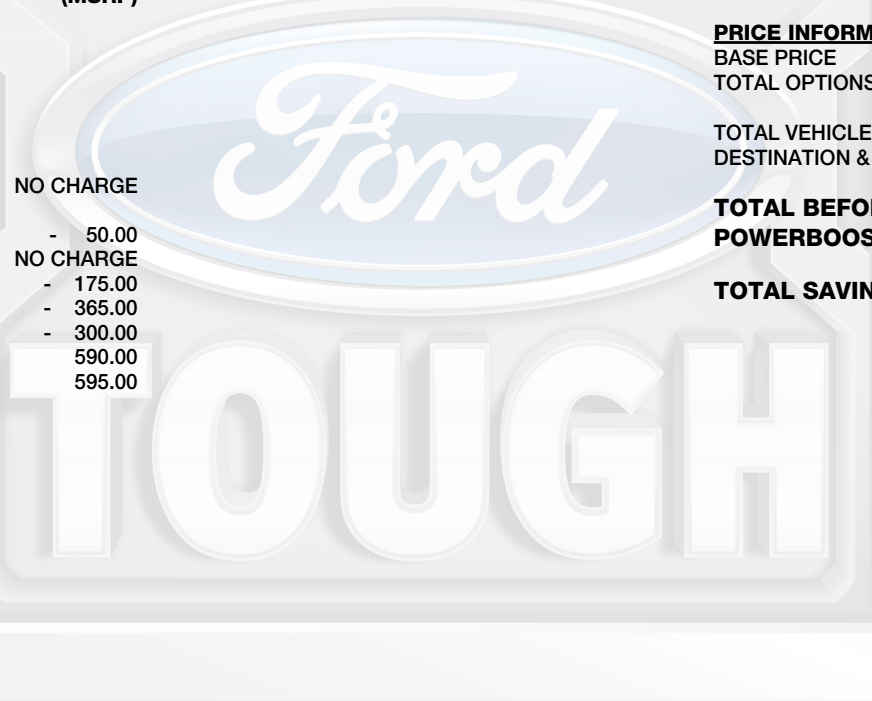 (MSRP)
NO CHARGE
- 50.00
NO CHARGE
- 175.00
- 365.00
- 300.00
590.00
595.00
PRICE INFORM
BASE PRICE
TOTAL OPTIONS
TOTAL VEHICLE
DESTINATION &
TOTAL BEFO
POWERBOOS
TOTAL SAVIN
Ford
TOUGH